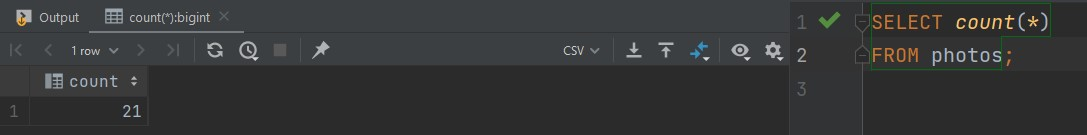 Output
count(*):bigint
1 row
CSV
count
1
21
1
SELECT count(*)
2
FROM photos;
3